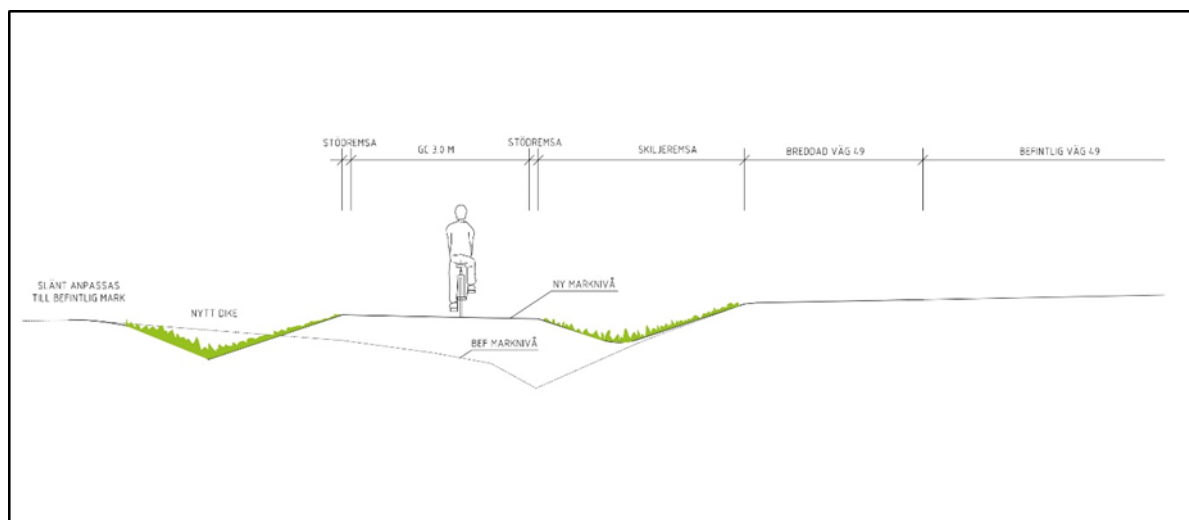 STÖDREMSA
GC 3.0 M
STÖDREMSA
SKILJEREMSA
BREDDAD VÄG 49
BEFINTLIG VÄG 49
SLÄNT ANPASSAS
TILL BEFINTLIG MARK
NYTT DIKE
NY MARKNIVÅ
BEF MARKNIVÅ